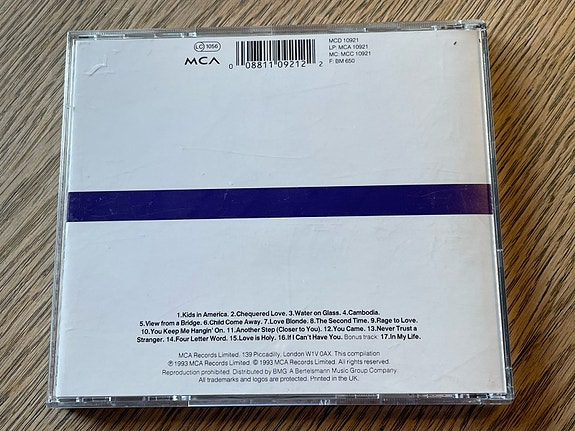 LC 1056
MCA
0 08811 09212 2
MCD 10921
LP: MCA 10921
MC: MCC 10921
F: BM 650
1.Kids in America. 2.Chequered Love. 3.Water on Glass. 4.Cambodia.
5.View from a Bridge. 6.Child Come Away. 7.Love Blonde. 8.The Second Time. 9.Rage to Love.
10.You Keep Me Hangin' On. 11.Another Step (Closer to You). 12.You Came. 13.Never Trust a
Stranger. 14.Four Letter Word. 15.Love is Holy. 16.If I Can't Have You. Bonus track 17.In My Life.
MCA Records Limited. 139 Piccadilly, London W1V 0AX. This compilation
℗ 1993 MCA Records Limited. © 1993 MCA Records Limited. All rights reserved.
Reproduction prohibited. Distributed by BMG: A Bertelsmann Music Group Company.
All trademarks and logos are protected. Printed in the UK.